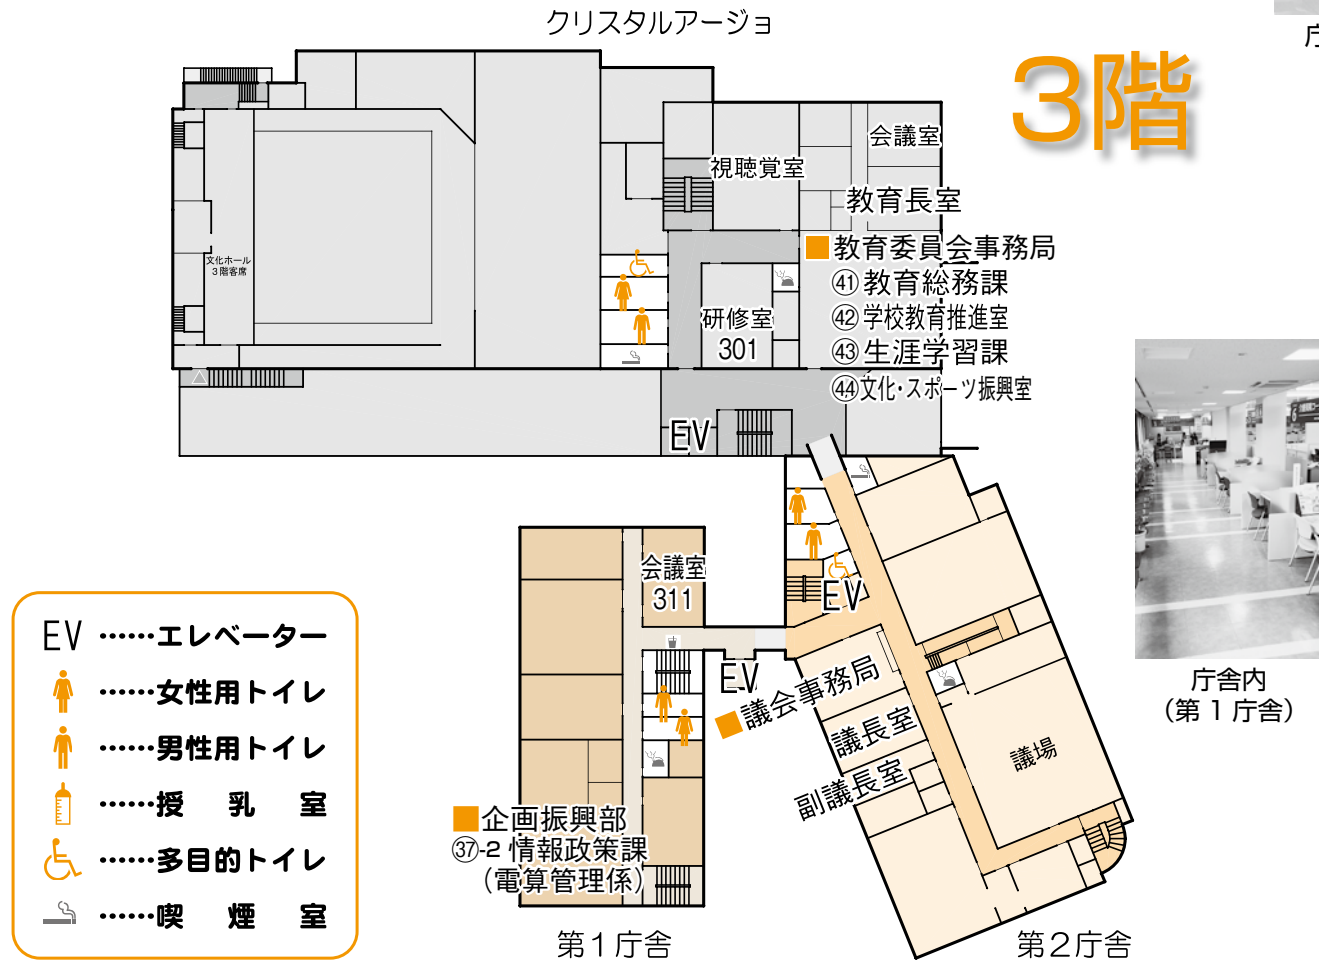 クリスタルアージョ
3階
会議室
視聴覚室
教育長室
■教育委員会事務局
㊶教育総務課
㊷学校教育推進室
㊸生涯学習課
㊹文化・スポーツ振興室
文化ホール
3階客席
研修室
301
EV
会議室
311
EV
EV
■議会事務局
議長室
副議長室
議場
■企画振興部
㊲-2 情報政策課
（電算管理係）
第1庁舎
第2庁舎
EV ……エレベーター
……女性用トイレ
……男性用トイレ
……授乳室
……多目的トイレ
……喫煙室
庁舎内
（第1庁舎）